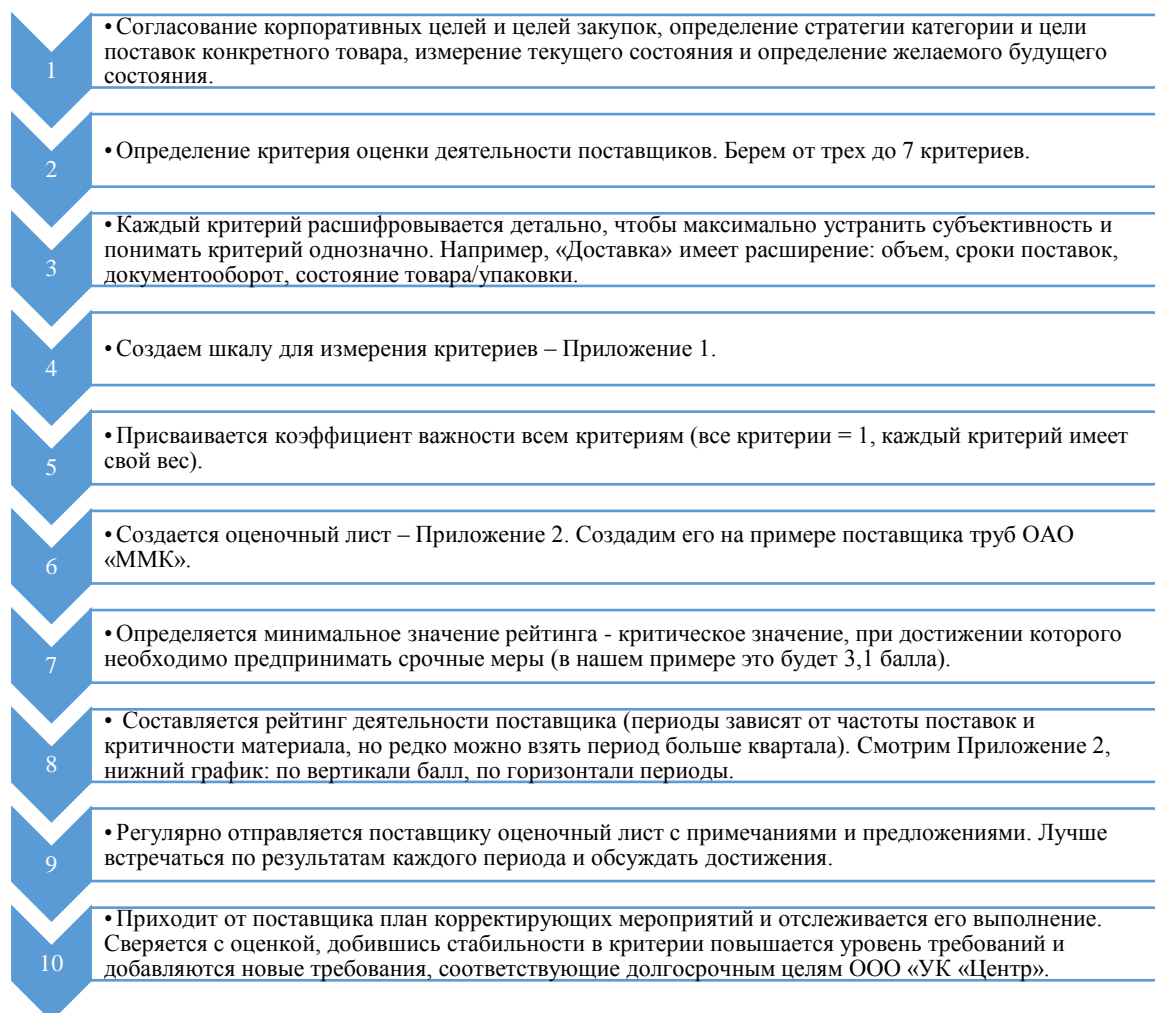 1
• Согласование корпоративных целей и целей закупок, определение стратегии категории и цели
поставок конкретного товара, измерение текущего состояния и определение желаемого будущего
состояния.
2
• Определение критерия оценки деятельности поставщиков. Берем от трех до 7 критериев.
3
• Каждый критерий расшифровывается детально, чтобы максимально устранить субъективность и
понимать критерий однозначно. Например, «Доставка» имеет расширение: объем, сроки поставок,
документооборот, состояние товара/упаковки.
4
• Создаем шкалу для измерения критериев – Приложение 1.
5
• Присваивается коэффициент важности всем критериям (все критерии = 1, каждый критерий имеет
свой вес).
6
• Создается оценочный лист – Приложение 2. Создадим его на примере поставщика труб ОАО
«ММК».
7
• Определяется минимальное значение рейтинга - критическое значение, при достижении которого
необходимо предпринимать срочные меры (в нашем примере это будет 3,1 балла).
8
• Составляется рейтинг деятельности поставщика (периоды зависят от частоты поставок и
критичности материала, но редко можно взять период больше квартала). Смотрим Приложение 2,
нижний график: по вертикали балл, по горизонтали периоды.
9
• Регулярно отправляется поставщику оценочный лист с примечаниями и предложениями. Лучше
встречаться по результатам каждого периода и обсуждать достижения.
10
• Приходит от поставщика план корректирующих мероприятий и отслеживается его выполнение.
Сверяется с оценкой, добившись стабильности в критерии повышается уровень требований и
добавляются новые требования, соответствующие долгосрочным целям ООО «УК «Центр».